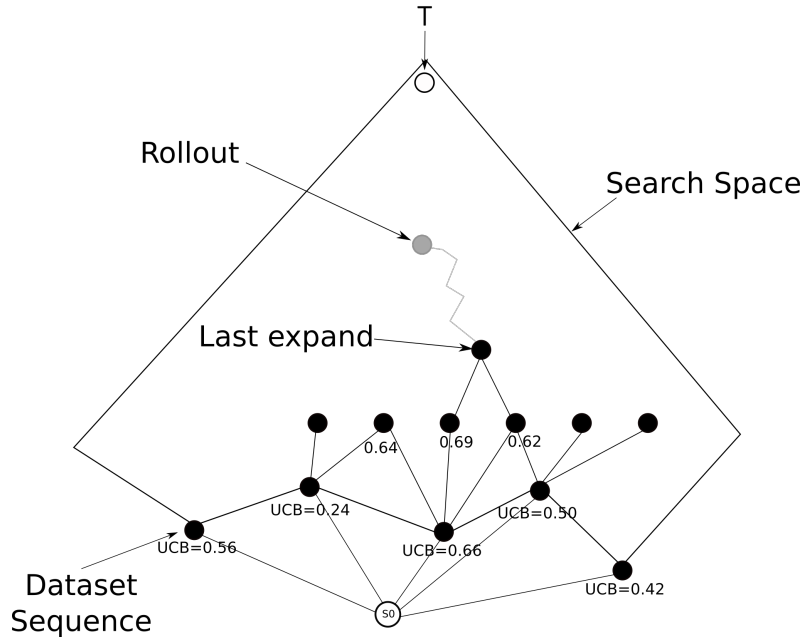 T
Rollout
Search Space
Last expand
0.64
0.69
0.62
UCB=0.24
UCB=0.50
UCB=0.56
UCB=0.66
UCB=0.42
Dataset
Sequence
S0